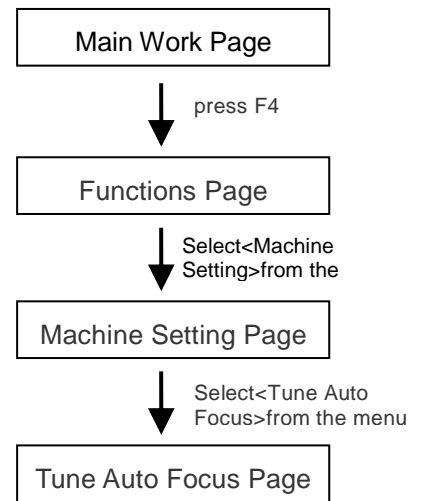 Main Work Page
press F4
Functions Page
Select<Machine
Setting>from the
Machine Setting Page
Select<Tune Auto
Focus>from the menu
Tune Auto Focus Page